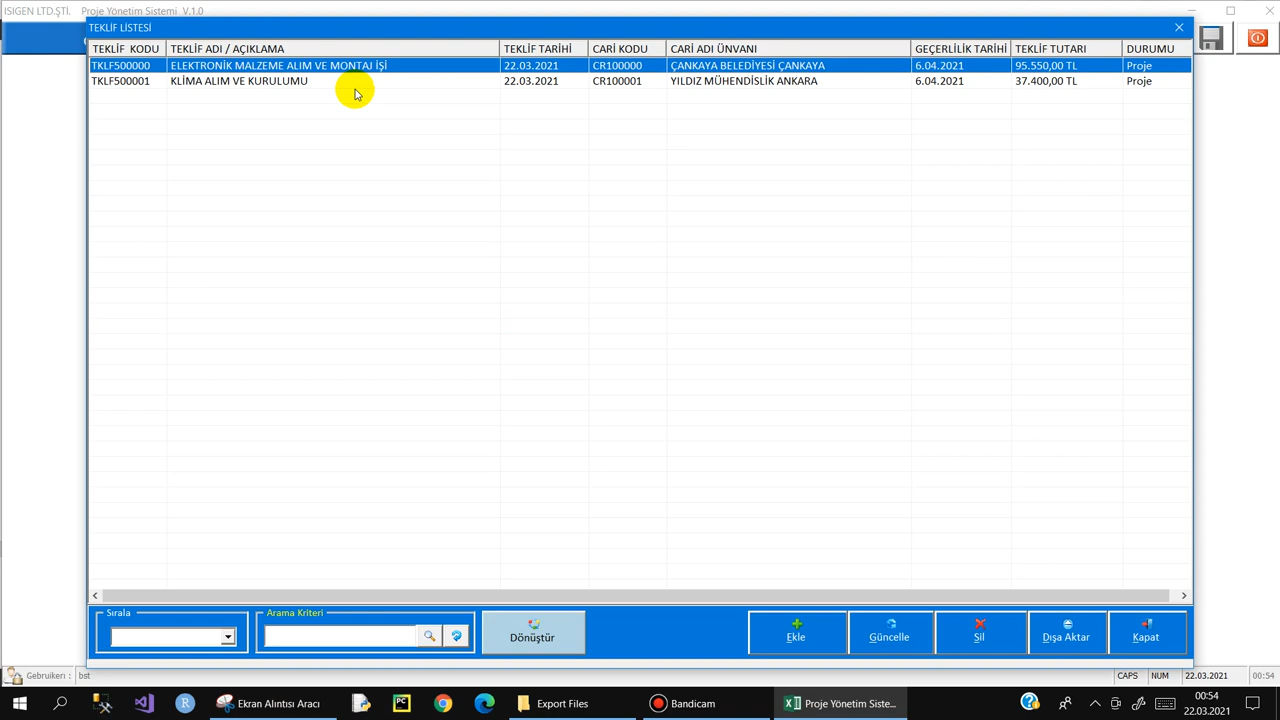 ISIGEN LTD.ŞTİ. Proje Yönetim Sistemi V.1.0
TEKLİF LİSTESİ
TEKLİF KODU TEKLİF ADI / AÇIKLAMA TEKLİF TARİHİ CARİ KODU CARİ ADI ÜNVANI GEÇERLİLİK TARİHİ TEKLİF TUTARI DURUMU
TKLF500000 ELEKTRONİK MALZEME ALIM VE MONTAJ İŞİ 22.03.2021 CR100000 ÇANKAYA BELEDİYESİ ÇANKAYA 6.04.2021 95.550,00 TL Proje
TKLF500001 KLİMA ALIM VE KURULUMU 22.03.2021 CR100001 YILDIZ MÜHENDİSLİK ANKARA 6.04.2021 37.400,00 TL Proje
Sırala Arama Kriteri
Dönüştür Ekle Güncelle Sil Dışa Aktar Kapat
Gebruikerı : bst CAPS NUM 22.03.2021 00:54
Ekran Alıntısı Aracı Export Files Bandicam Proje Yönetim Siste... 00:54
22.03.2021